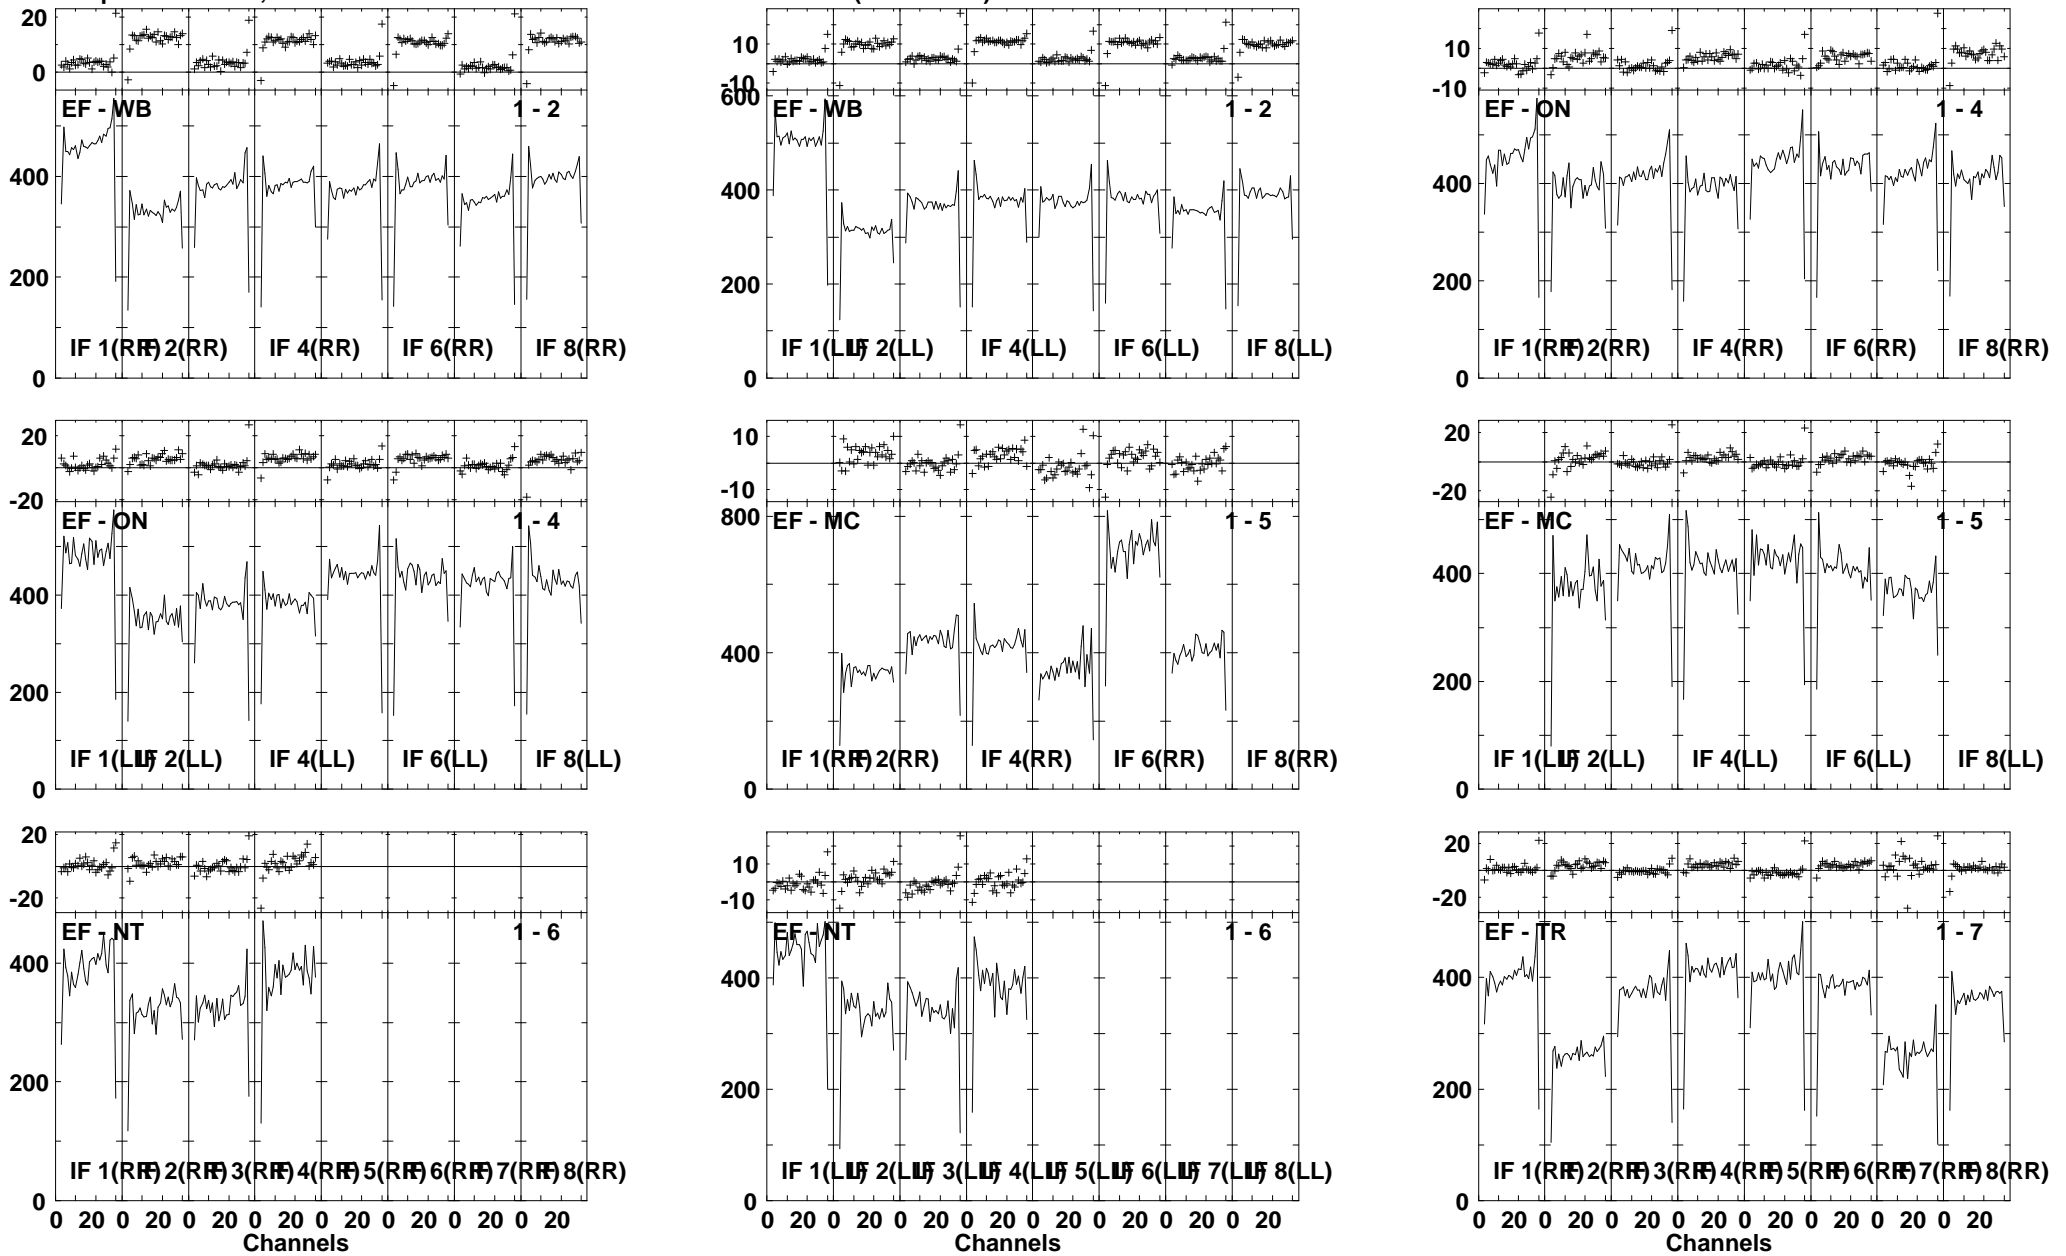 20
0
EF - WB 1 - 2
400
200
IF 1(RR) IF 2(RR) IF 4(RR) IF 6(RR) IF 8(RR)
0
10
-10
600
EF - WB 1 - 2
400
200
IF 1(LL) IF 2(LL) IF 4(LL) IF 6(LL) IF 8(LL)
0
10
-10
EF - ON 1 - 4
400
200
IF 1(RR) IF 2(RR) IF 4(RR) IF 6(RR) IF 8(RR)
0
20
-20
EF - ON 1 - 4
400
200
IF 1(LL) IF 2(LL) IF 4(LL) IF 6(LL) IF 8(LL)
0
10
-10
800
EF - MC 1 - 5
400
IF 1(RR) IF 2(RR) IF 4(RR) IF 6(RR) IF 8(RR)
0
20
-20
EF - MC 1 - 5
400
200
IF 1(LL) IF 2(LL) IF 4(LL) IF 6(LL) IF 8(LL)
0
20
-20
EF - NT 1 - 6
400
200
IF 1(RR) IF 2(RR) IF 3(RR) IF 4(RR) IF 5(RR) IF 6(RR) IF 7(RR) IF 8(RR)
0
0 20 0 20 0 20 0 20 0 20 0 20 0 20 0 20
Channels
10
-10
EF - NT 1 - 6
400
200
IF 1(LL) IF 2(LL) IF 3(LL) IF 4(LL) IF 5(LL) IF 6(LL) IF 7(LL) IF 8(LL)
0
0 20 0 20 0 20 0 20 0 20 0 20 0 20 0 20
Channels
20
-20
EF - TR 1 - 7
400
200
IF 1(RR) IF 2(RR) IF 3(RR) IF 4(RR) IF 5(RR) IF 6(RR) IF 7(RR) IF 8(RR)
0
0 20 0 20 0 20 0 20 0 20 0 20 0 20 0 20
Channels